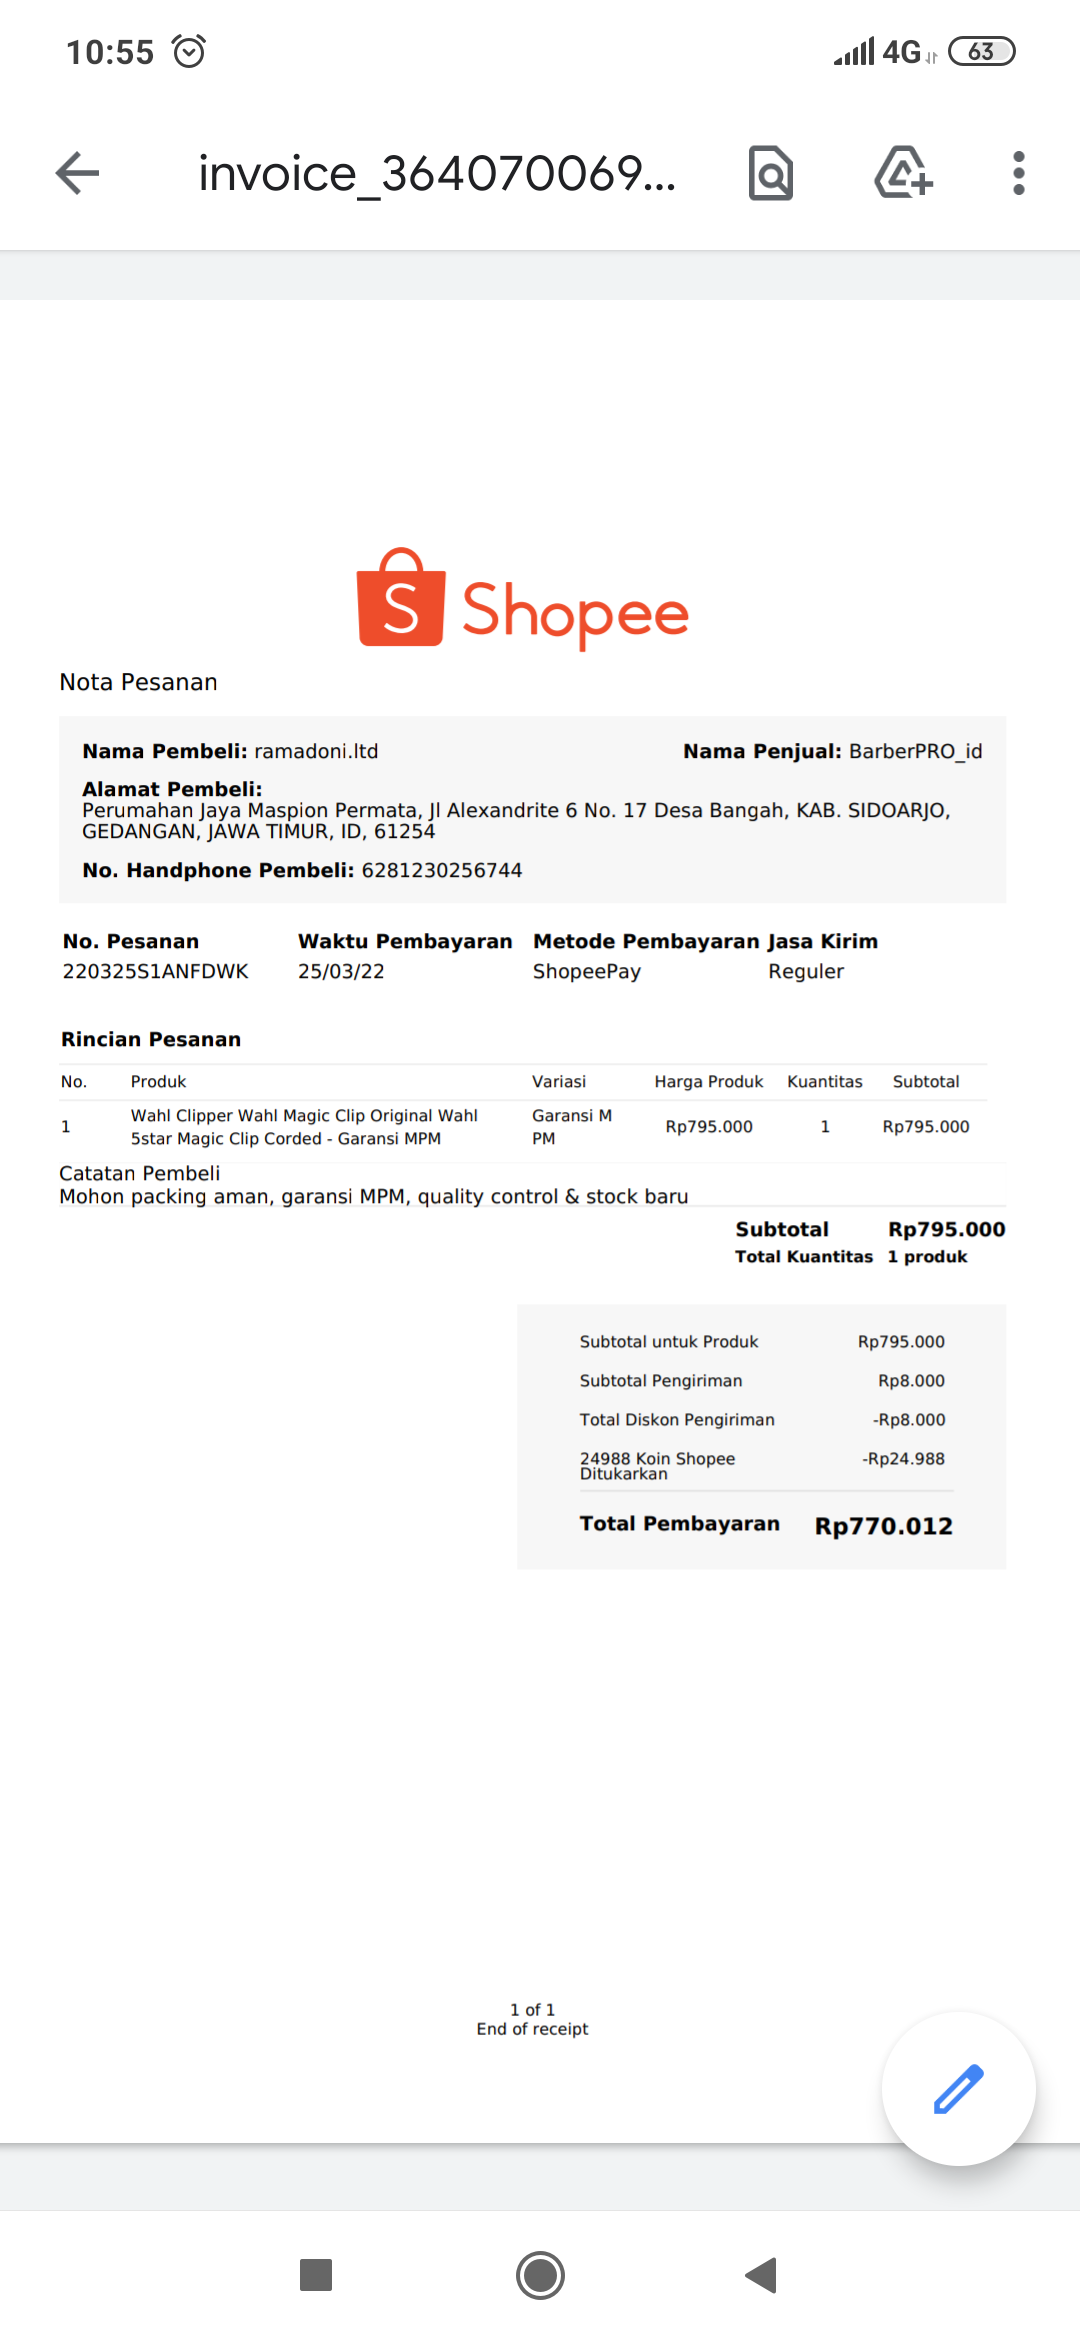 10:55
4G 63
invoice_364070069...
S Shopee
Nota Pesanan
Nama Pembeli: ramadoni.ltd
Nama Penjual: BarberPRO_id
Alamat Pembeli:
Perumahan Jaya Maspion Permata, Jl Alexandrite 6 No. 17 Desa Bangah, KAB. SIDOARJO,
GEDANGAN, JAWA TIMUR, ID, 61254
No. Handphone Pembeli: 6281230256744
No. Pesanan Waktu Pembayaran Metode Pembayaran Jasa Kirim
220325S1ANFDWK 25/03/22 ShopeePay Reguler
Rincian Pesanan
No. Produk Variasi Harga Produk Kuantitas Subtotal
1 Wahl Clipper Wahl Magic Clip Original Wahl Garansi M Rp795.000 1 Rp795.000
5star Magic Clip Corded - Garansi MPM PM
Catatan Pembeli
Mohon packing aman, garansi MPM, quality control & stock baru
Subtotal Rp795.000
Total Kuantitas 1 produk
Subtotal untuk Produk Rp795.000
Subtotal Pengiriman Rp8.000
Total Diskon Pengiriman -Rp8.000
24988 Koin Shopee -Rp24.988
Ditukarkan
Total Pembayaran Rp770.012
1 of 1
End of receipt